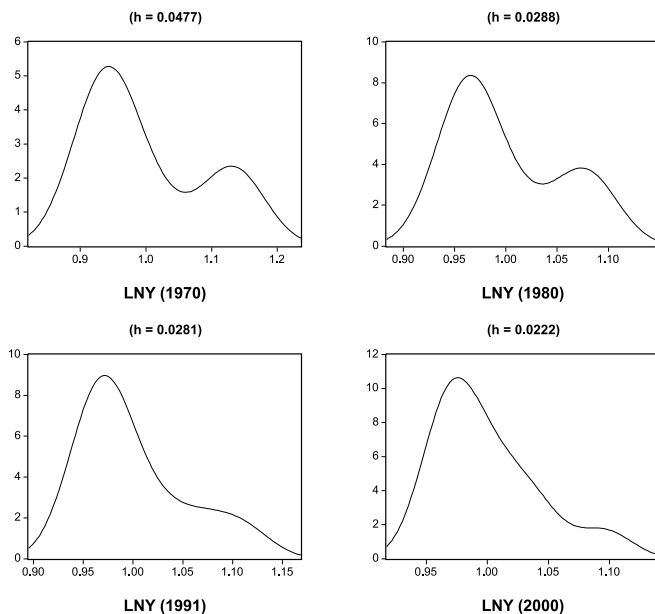 (h = 0.0477)
6
5
4
3
2
1
0
0.9 1.0 1.1 1.2
LNY (1970)
(h = 0.0288)
10
8
6
4
2
0
0.90 0.95 1.00 1.05 1.10
LNY (1980)
(h = 0.0281)
10
8
6
4
2
0
0.90 0.95 1.00 1.05 1.10 1.15
LNY (1991)
(h = 0.0222)
12
10
8
6
4
2
0
0.95 1.00 1.05 1.10
LNY (2000)